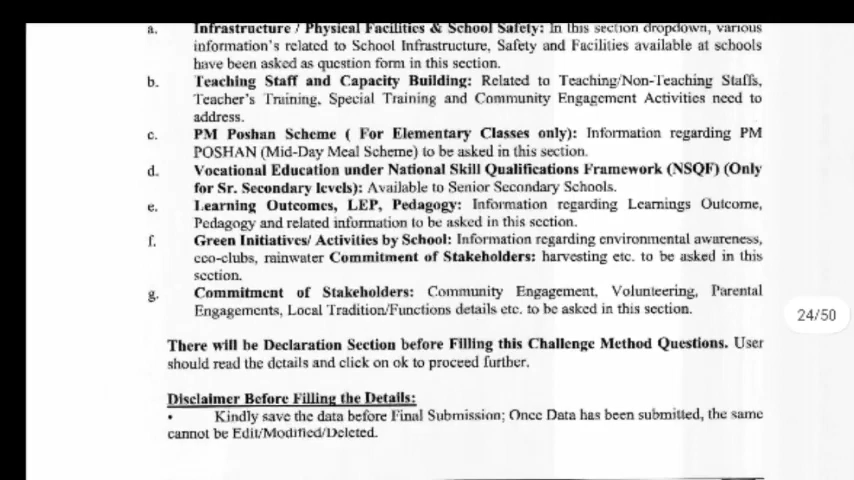 a. Infrastructure / Physical Facilities & School Safety: In this section dropdown, various
information's related to School Infrastructure, Safety and Facilities available at schools
have been asked as question form in this section.
b. Teaching Staff and Capacity Building: Related to Teaching/Non-Teaching Staffs,
Teacher's Training, Special Training and Community Engagement Activities need to
address.
c. PM Poshan Scheme ( For Elementary Classes only): Information regarding PM
POSHAN (Mid-Day Meal Scheme) to be asked in this section.
d. Vocational Education under National Skill Qualifications Framework (NSQF) (Only
for Sr. Secondary levels): Available to Senior Secondary Schools.
e. Learning Outcomes, LEP, Pedagogy: Information regarding Learnings Outcome,
Pedagogy and related information to be asked in this section.
f. Green Initiatives/ Activities by School: Information regarding environmental awareness,
eco-clubs, rainwater Commitment of Stakeholders: harvesting etc. to be asked in this
section.
g. Commitment of Stakeholders: Community Engagement, Volunteering, Parental
Engagements, Local Tradition/Functions details etc. to be asked in this section.
24/50
There will be Declaration Section before Filling this Challenge Method Questions. User
should read the details and click on ok to proceed further.
Disclaimer Before Filling the Details:
• Kindly save the data before Final Submission; Once Data has been submitted, the same
cannot be Edit/Modified/Deleted.